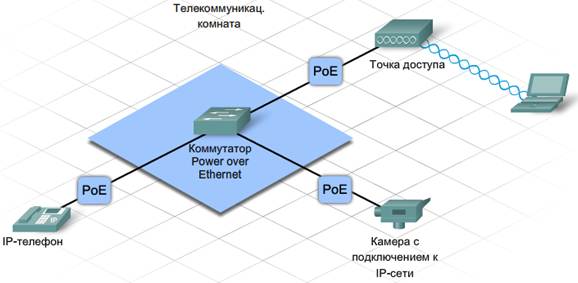 Телекоммуникац.
комната
PoE
Точка доступа
Коммутатор
Power over
Ethernet
PoE
PoE
IP-телефон
Камера с
подключением к
IP-сети